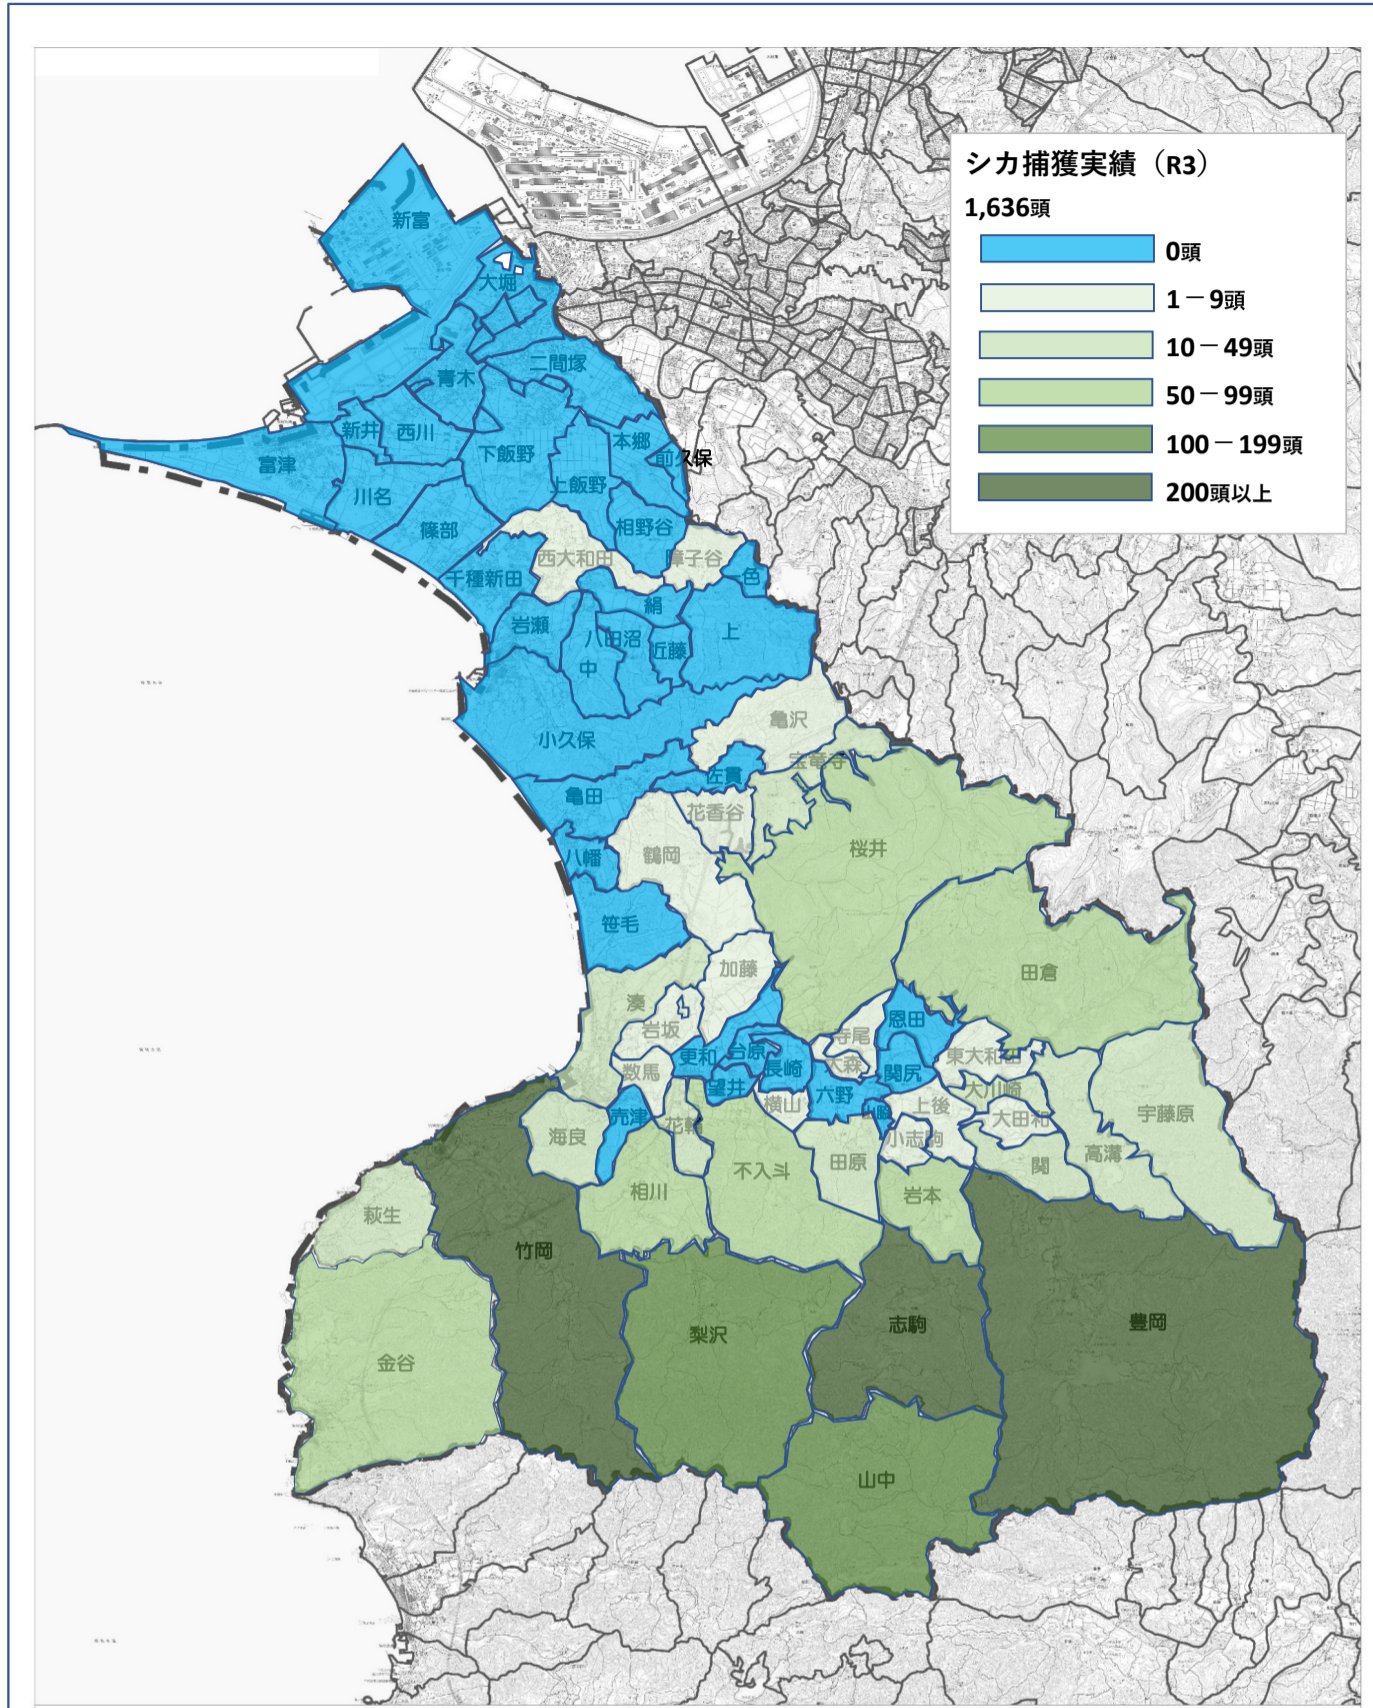 シカ捕獲実績（R3）
1,636頭
0頭
1－9頭
10－49頭
50－99頭
100－199頭
200頭以上
新富
大堀
二間塚
青木
新井
西川
本郷
下飯野
前久保
富津
上飯野
川名
相野谷
篠部
西大和田
障子谷
千種新田
一色
絹
岩瀬
八田沼
上
近藤
中
亀沢
小久保
宝竜寺
佐貫
亀田
花香谷
桜井
鶴岡
八幡
笹毛
加藤
田倉
湊
恩田
岩坂
寺尾
台原
更和
東大和田
長崎
大森
数馬
関尻
望井
大川崎
六野
横山
上後
売津
宇藤原
花輪
大田和
海良
小志駒
高溝
田原
関
不入斗
相川
岩本
萩生
竹岡
志駒
豊岡
梨沢
金谷
山中